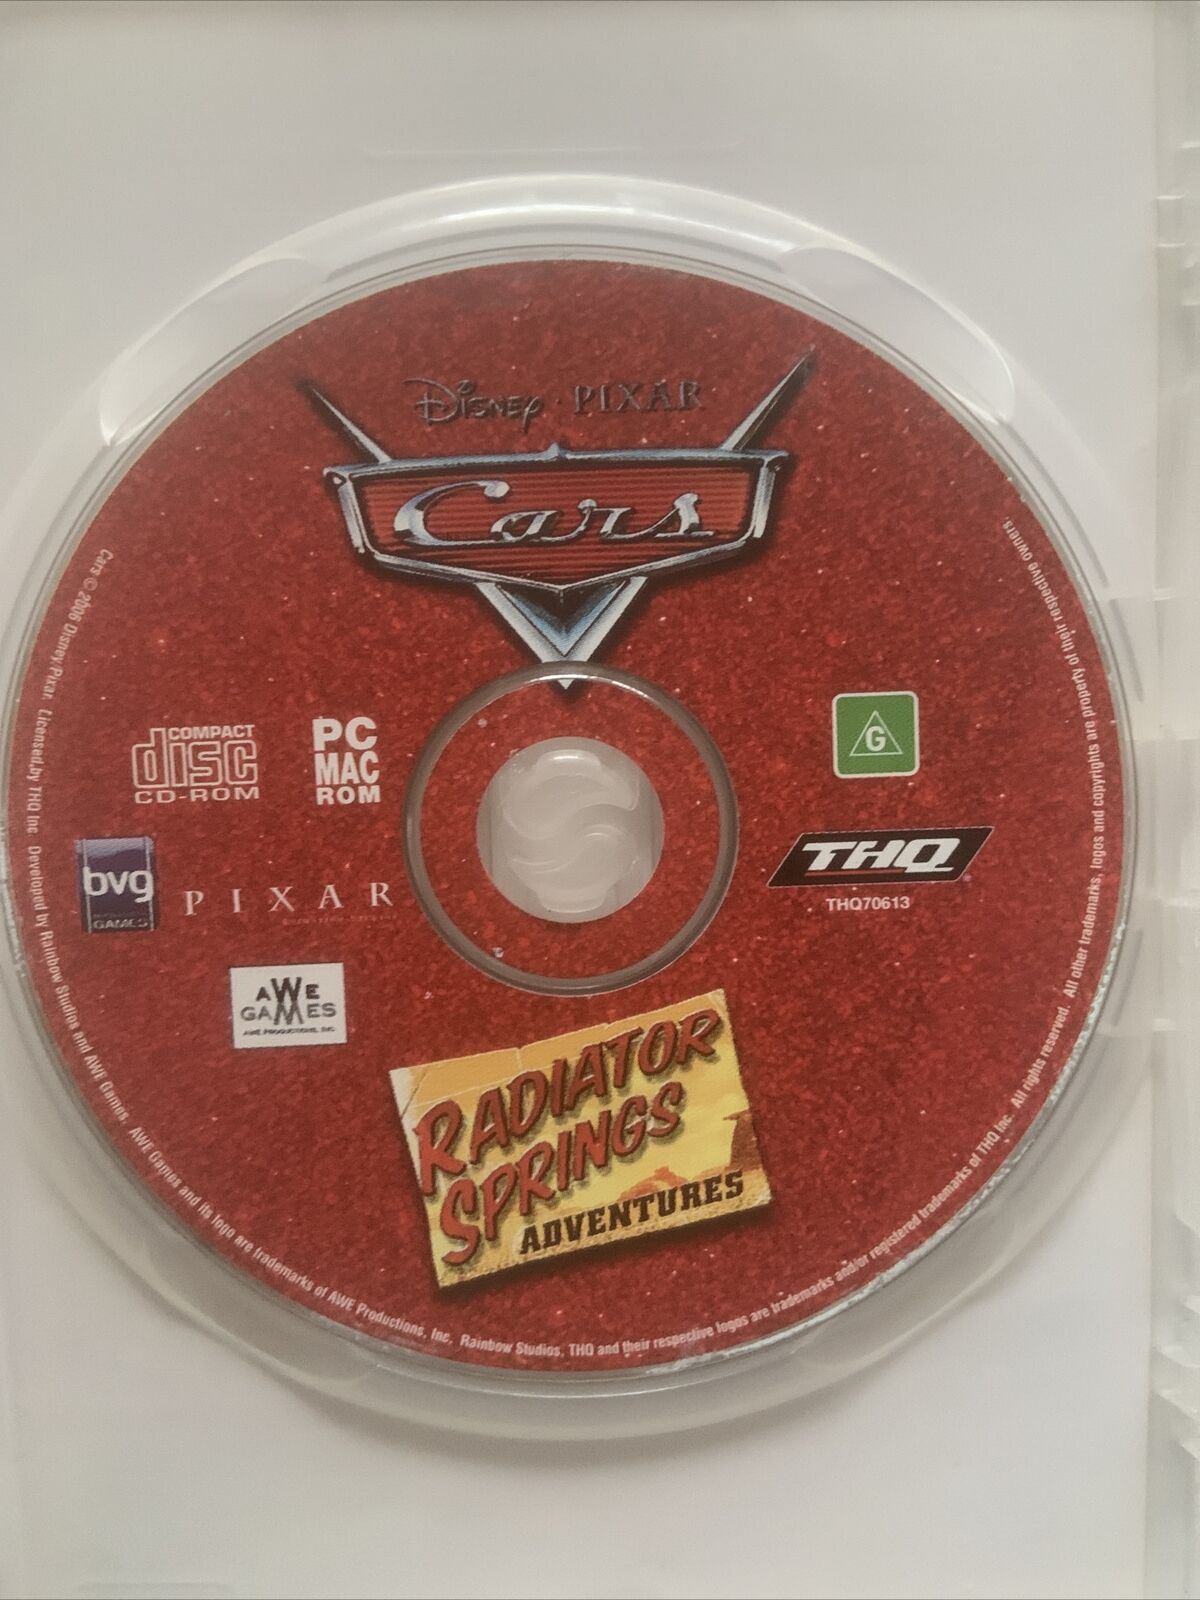 Disney · PIXAR
Cars
COMPACT
disc
CD-ROM
PC
MAC
ROM
G
bvg
GAMES
PIXAR
THQ
THQ70613
AWE
GAMES
AWE PRODUCTIONS, INC.
RADIATOR
SPRINGS
ADVENTURES
Cars © 2006 Disney/Pixar. Licensed by THQ Inc. Developed by Rainbow Studios and AWE Games. AWE Games and its logo are trademarks of AWE Productions, Inc. Rainbow Studios, THQ and their respective logos are trademarks and/or registered trademarks of THQ Inc. All rights reserved. All other trademarks, logos and copyrights are property of their respective owners.